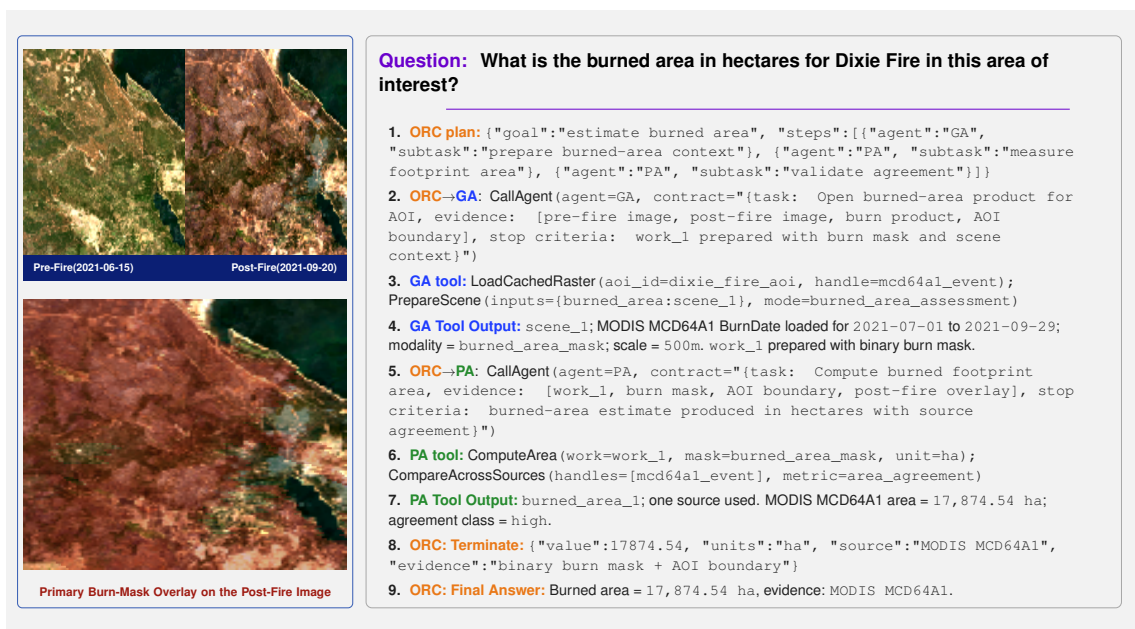 Pre-Fire(2021-06-15)
Post-Fire(2021-09-20)
Primary Burn-Mask Overlay on the Post-Fire Image
Question: What is the burned area in hectares for Dixie Fire in this area of
interest?
1. ORC plan: {"goal":"estimate burned area", "steps":[{"agent":"GA",
"subtask":"prepare burned-area context"}, {"agent":"PA", "subtask":"measure
footprint area"}, {"agent":"PA", "subtask":"validate agreement"}]}
2. ORC→GA: CallAgent(agent=GA, contract="{task: Open burned-area product for
AOI, evidence: [pre-fire image, post-fire image, burn product, AOI
boundary], stop criteria: work_1 prepared with burn mask and scene
context}")
3. GA tool: LoadCachedRaster(aoi_id=dixie_fire_aoi, handle=mcd64a1_event);
PrepareScene(inputs={burned_area:scene_1}, mode=burned_area_assessment)
4. GA Tool Output: scene_1; MODIS MCD64A1 BurnDate loaded for 2021-07-01 to 2021-09-29;
modality = burned_area_mask; scale = 500m. work_1 prepared with binary burn mask.
5. ORC→PA: CallAgent(agent=PA, contract="{task: Compute burned footprint
area, evidence: [work_1, burn mask, AOI boundary, post-fire overlay], stop
criteria: burned-area estimate produced in hectares with source
agreement}")
6. PA tool: ComputeArea(work=work_1, mask=burned_area_mask, unit=ha);
CompareAcrossSources(handles=[mcd64a1_event], metric=area_agreement)
7. PA Tool Output: burned_area_1; one source used. MODIS MCD64A1 area = 17,874.54 ha;
agreement class = high.
8. ORC: Terminate: {"value":17874.54, "units":"ha", "source":"MODIS MCD64A1",
"evidence":"binary burn mask + AOI boundary"}
9. ORC: Final Answer: Burned area = 17,874.54 ha, evidence: MODIS MCD64A1.